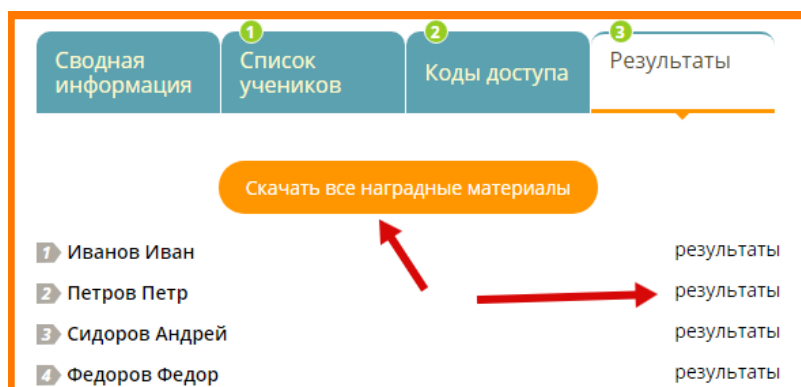 1
2
3
Сводная информация
Список учеников
Коды доступа
Результаты
Скачать все наградные материалы
1 Иванов Иван результаты
2 Петров Петр результаты
3 Сидоров Андрей результаты
4 Федоров Федор результаты